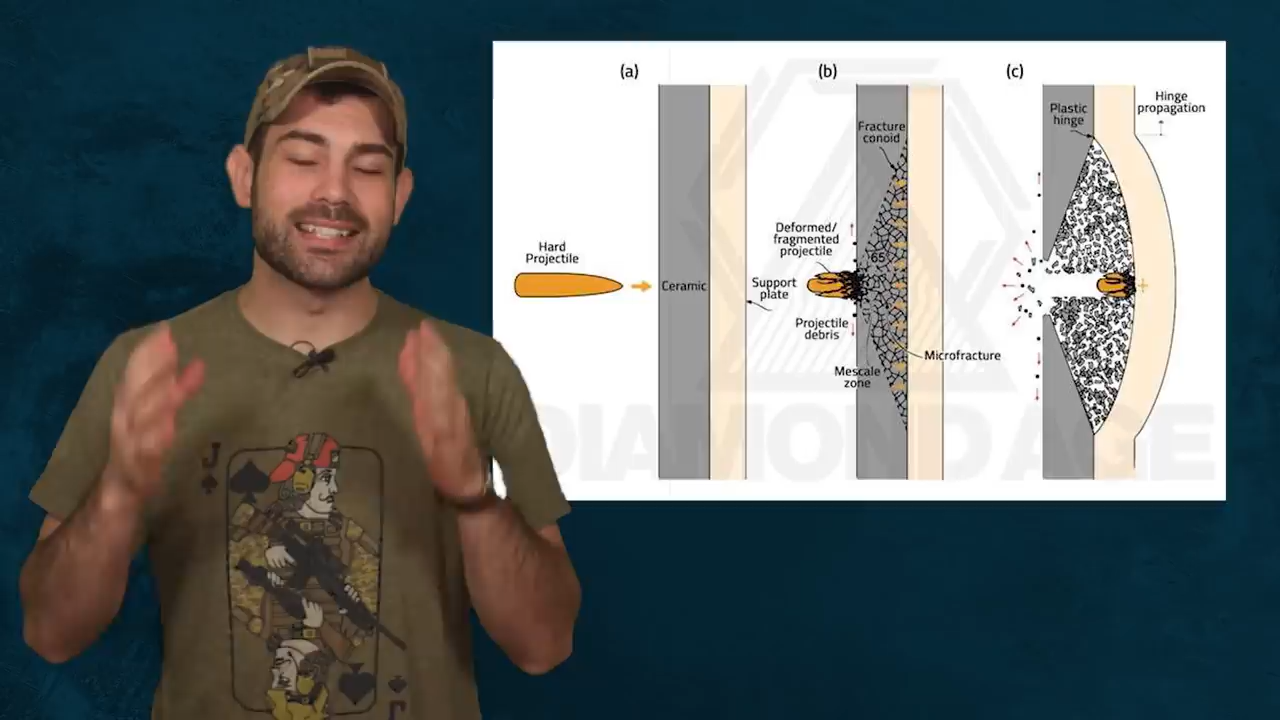 (a)
(b)
(c)
Hard
Projectile
Ceramic
Support
plate
Fracture
conoid
Deformed/
fragmented
projectile
65
Projectile
debris
Mescale
zone
Microfracture
Plastic
hinge
Hinge
propagation
DIAMOND AGE
J
J